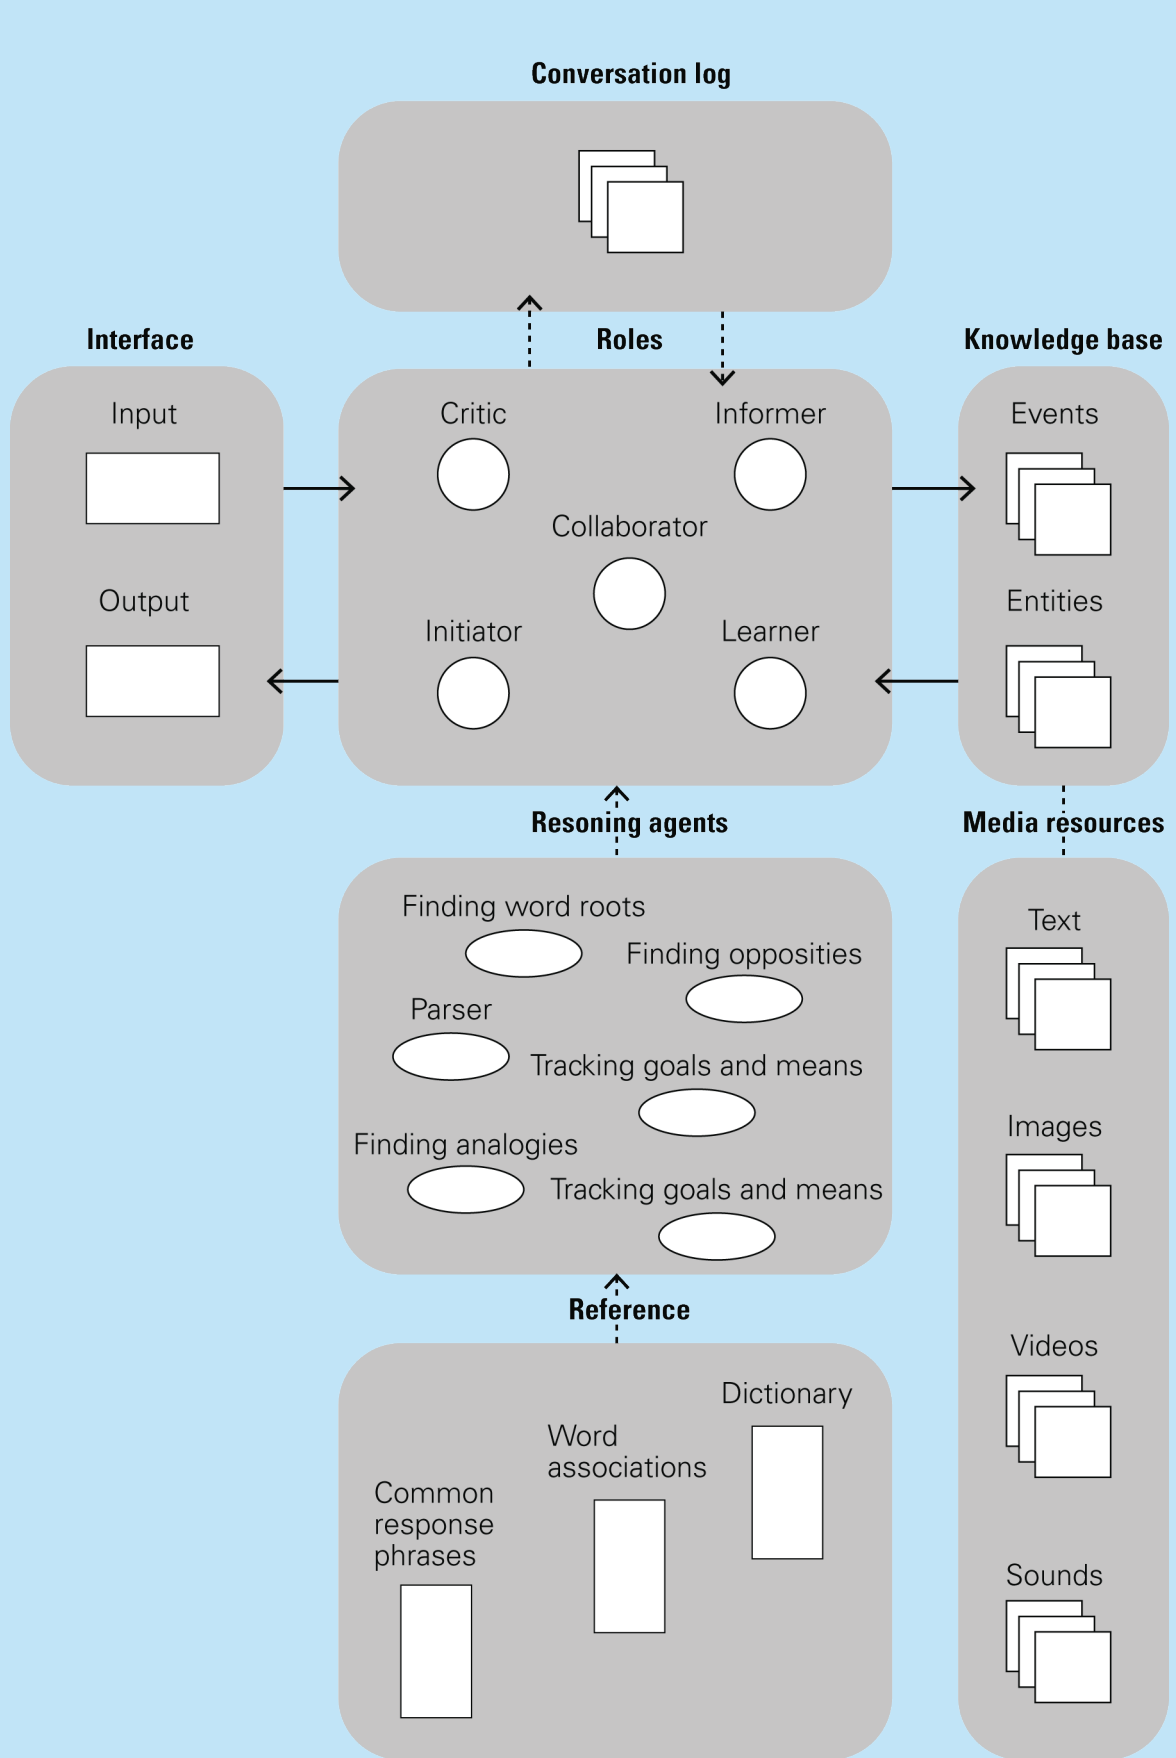 Conversation log
Interface
Roles
Knowledge base
Input
Critic
Informer
Events
Collaborator
Output
Entities
Initiator
Learner
Resoning agents
Media resources
Finding word roots
Text
Finding opposities
Parser
Tracking goals and means
Images
Finding analogies
Tracking goals and means
Reference
Videos
Dictionary
Word
associations
Common
response
phrases
Sounds